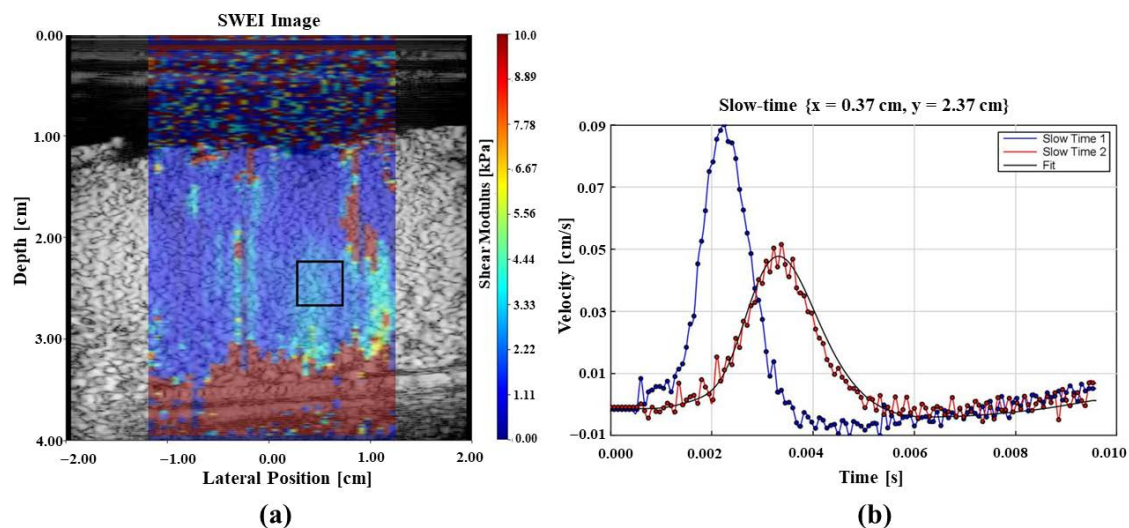 SWEI Image
0.00
1.00
2.00
3.00
4.00
Depth [cm]
−2.00
−1.00
0.00
1.00
2.00
Lateral Position [cm]
10.0
8.89
7.78
6.67
5.56
4.44
3.33
2.22
1.11
0.00
Shear Modulus [kPa]
(a)
Slow-time {x = 0.37 cm, y = 2.37 cm}
0.09
0.07
0.05
0.03
0.01
−0.01
Velocity [cm/s]
Slow Time 1
Slow Time 2
Fit
0.000
0.002
0.004
0.006
0.008
0.010
Time [s]
(b)